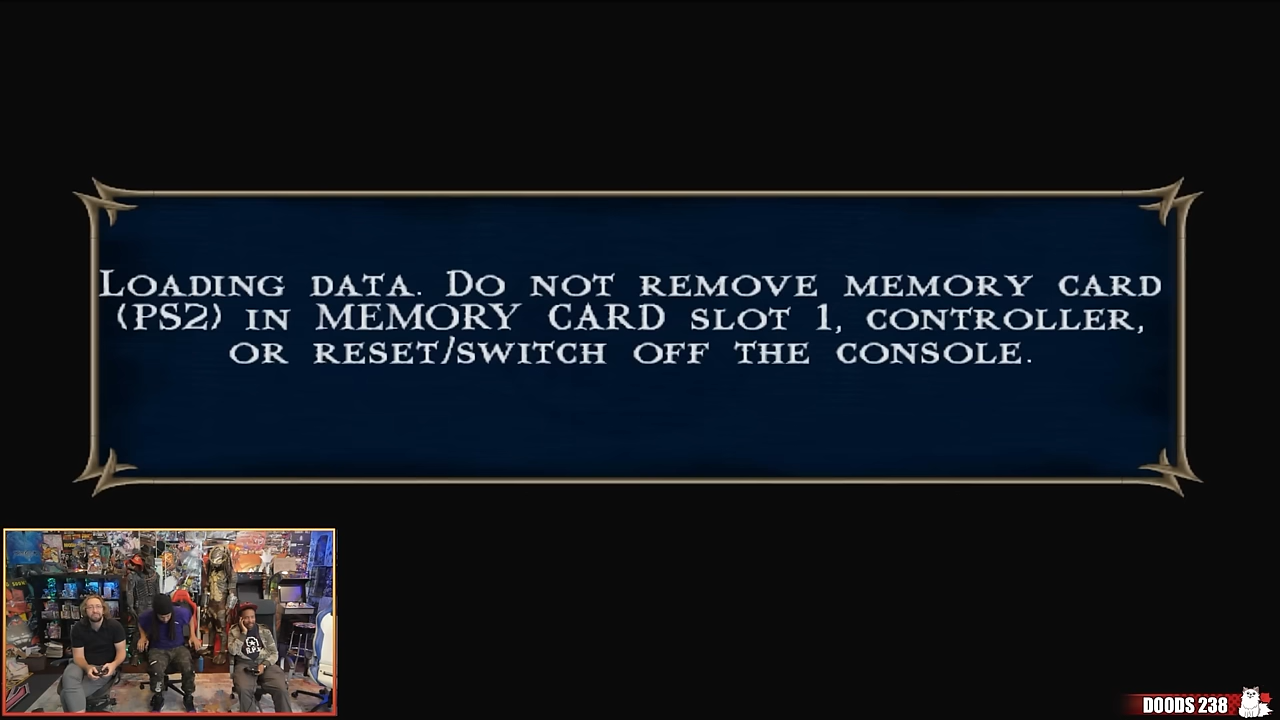 Loading data. Do not remove memory card
(PS2) in MEMORY CARD slot 1, controller,
or reset/switch off the console.
DOODS 238